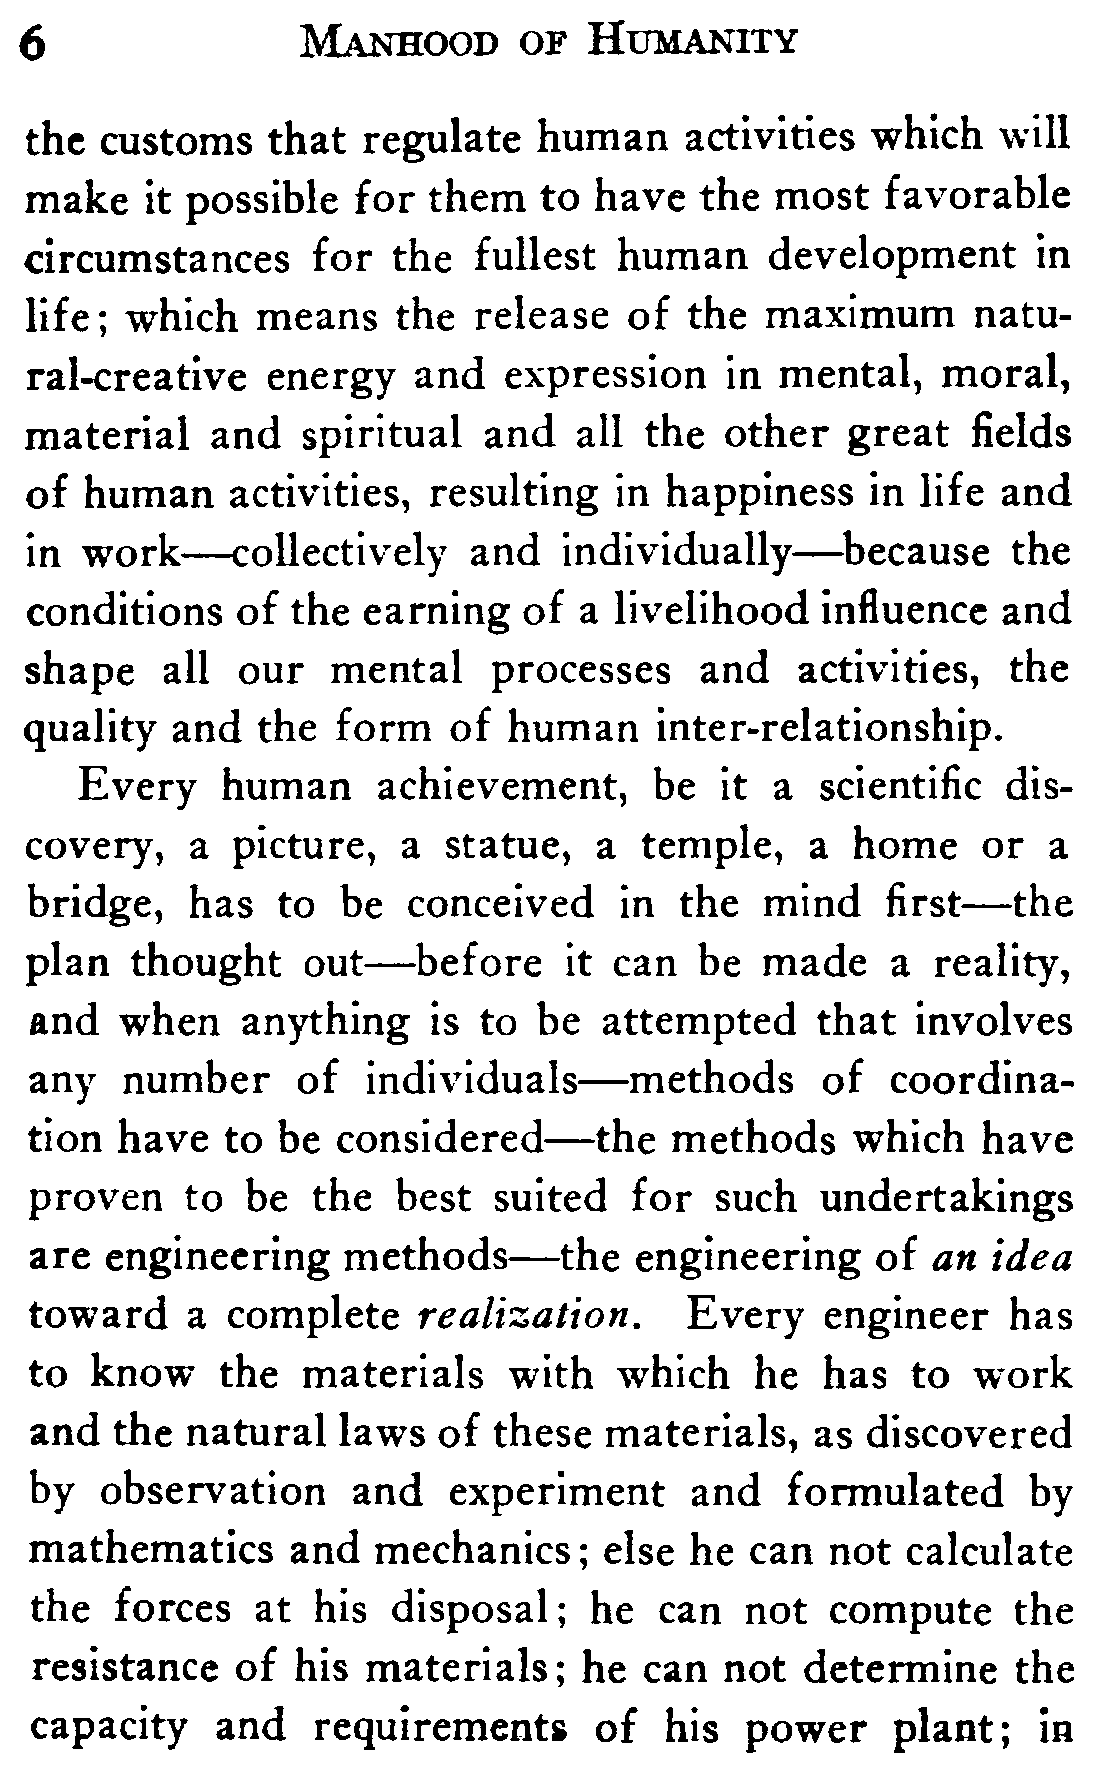 6 MANHOOD OF HUMANITY
the customs that regulate human activities which will
make it possible for them to have the most favorable
circumstances for the fullest human development in
life; which means the release of the maximum natu-
ral-creative energy and expression in mental, moral,
material and spiritual and all the other great fields
of human activities, resulting in happiness in life and
in work—collectively and individually—because the
conditions of the earning of a livelihood influence and
shape all our mental processes and activities, the
quality and the form of human inter-relationship.
Every human achievement, be it a scientific dis-
covery, a picture, a statue, a temple, a home or a
bridge, has to be conceived in the mind first—the
plan thought out—before it can be made a reality,
and when anything is to be attempted that involves
any number of individuals—methods of coordina-
tion have to be considered—the methods which have
proven to be the best suited for such undertakings
are engineering methods—the engineering of an idea
toward a complete realization. Every engineer has
to know the materials with which he has to work
and the natural laws of these materials, as discovered
by observation and experiment and formulated by
mathematics and mechanics; else he can not calculate
the forces at his disposal; he can not compute the
resistance of his materials; he can not determine the
capacity and requirements of his power plant; in